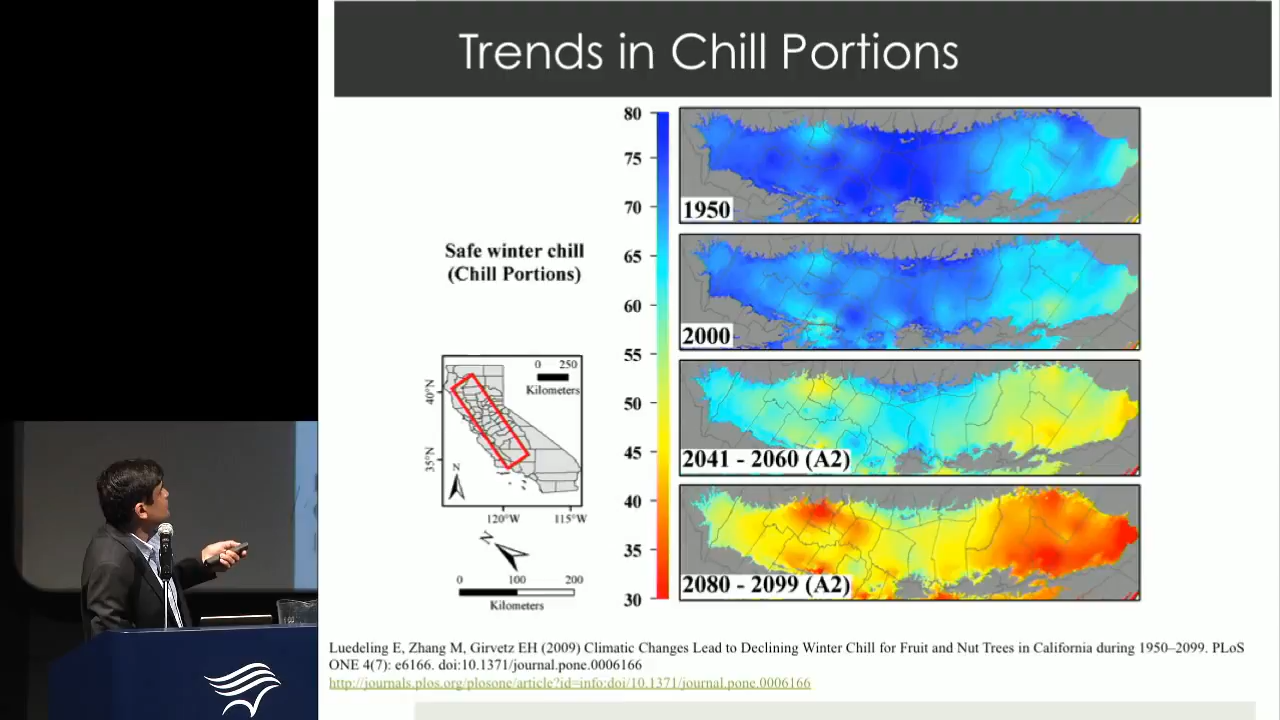 Trends in Chill Portions
80
75
70
65
60
55
50
45
40
35
30
Safe winter chill
(Chill Portions)
1950
2000
2041 - 2060 (A2)
2080 - 2099 (A2)
0 250
Kilometers
40°N
35°N
N
120°W 115°W
N
0 100 200
Kilometers
Luedeling E, Zhang M, Girvetz EH (2009) Climatic Changes Lead to Declining Winter Chill for Fruit and Nut Trees in California during 1950–2099. PLoS
ONE 4(7): e6166. doi:10.1371/journal.pone.0006166
http://journals.plos.org/plosone/article?id=info:doi/10.1371/journal.pone.0006166